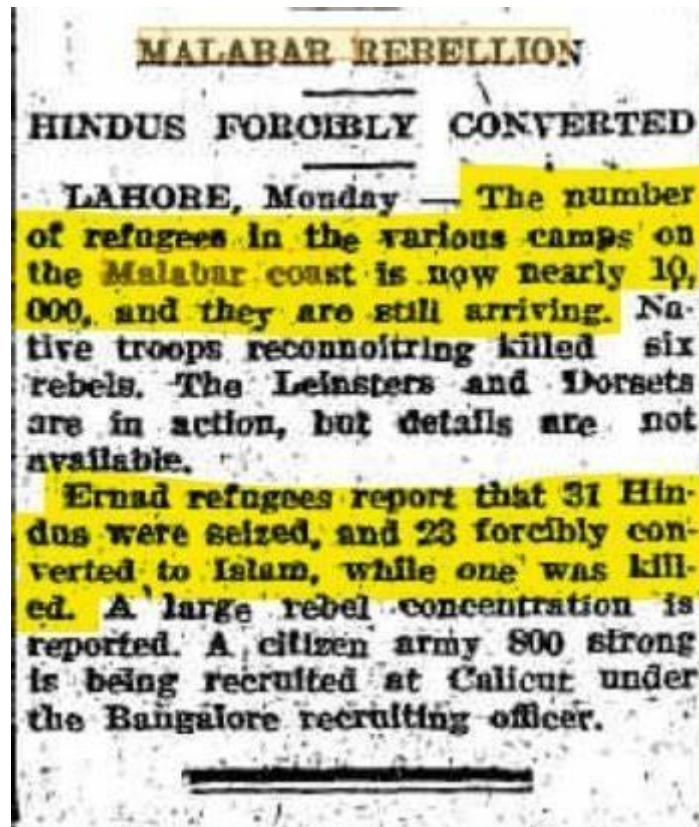 MALABAR REBELLION
HINDUS FORCIBLY CONVERTED
LAHORE, Monday — The number
of refugees in the various camps on
the Malabar coast is now nearly 10,
000, and they are still arriving. Na-
tive troops reconnoitring killed six
rebels. The Leinsters and Dorsets
are in action, but details are not
available.
Ernad refugees report that 31 Hin-
dus were seized, and 23 forcibly con-
verted to Islam, while one was kill-
ed. A large rebel concentration is
reported. A citizen army 800 strong
is being recruited at Calicut under
the Bangalore recruiting officer.